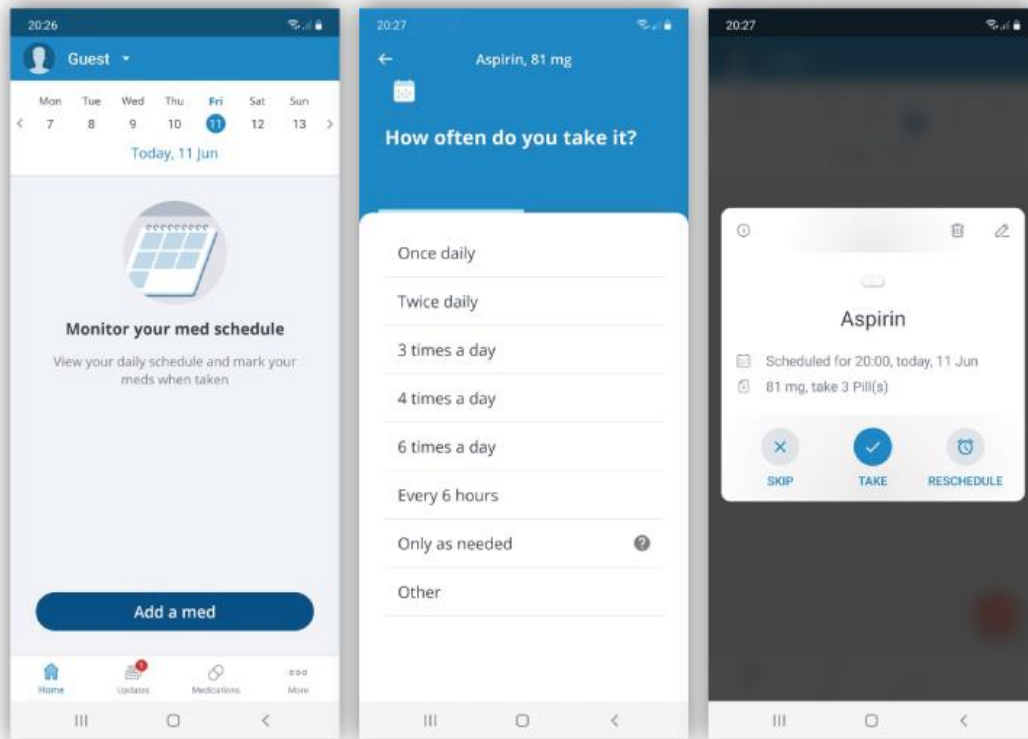 20:26
Guest
Mon Tue Wed Thu Fri Sat Sun
7 8 9 10 11 12 13
Today, 11 Jun
Monitor your med schedule
View your daily schedule and mark your
meds when taken
Add a med
1
Home Updates Medications More
20:27
Aspirin, 81 mg
How often do you take it?
Once daily
Twice daily
3 times a day
4 times a day
6 times a day
Every 6 hours
Only as needed
Other
20:27
Aspirin
Scheduled for 20:00, today, 11 Jun
81 mg, take 3 Pill(s)
SKIP TAKE RESCHEDULE